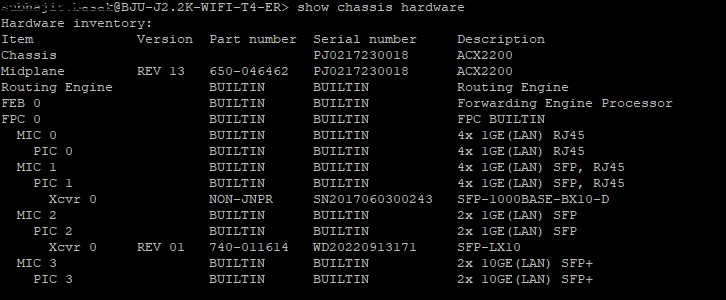 @BJU-J2.2K-WIFI-T4-ER> show chassis hardware
Hardware inventory:
Item             Version  Part number  Serial number     Description
Chassis                                PJ0217230018      ACX2200
Midplane         REV 13   650-046462   PJ0217230018      ACX2200
Routing Engine            BUILTIN      BUILTIN           Routing Engine
FEB 0                     BUILTIN      BUILTIN           Forwarding Engine Processor
FPC 0                     BUILTIN      BUILTIN           FPC BUILTIN
  MIC 0                   BUILTIN      BUILTIN           4x 1GE(LAN) RJ45
    PIC 0                 BUILTIN      BUILTIN           4x 1GE(LAN) RJ45
  MIC 1                   BUILTIN      BUILTIN           4x 1GE(LAN) SFP, RJ45
    PIC 1                 BUILTIN      BUILTIN           4x 1GE(LAN) SFP, RJ45
      Xcvr 0              NON-JNPR     SN2017060300243   SFP-1000BASE-BX10-D
  MIC 2                   BUILTIN      BUILTIN           2x 1GE(LAN) SFP
    PIC 2                 BUILTIN      BUILTIN           2x 1GE(LAN) SFP
      Xcvr 0     REV 01   740-011614   WD20220913171     SFP-LX10
  MIC 3                   BUILTIN      BUILTIN           2x 10GE(LAN) SFP+
    PIC 3                 BUILTIN      BUILTIN           2x 10GE(LAN) SFP+